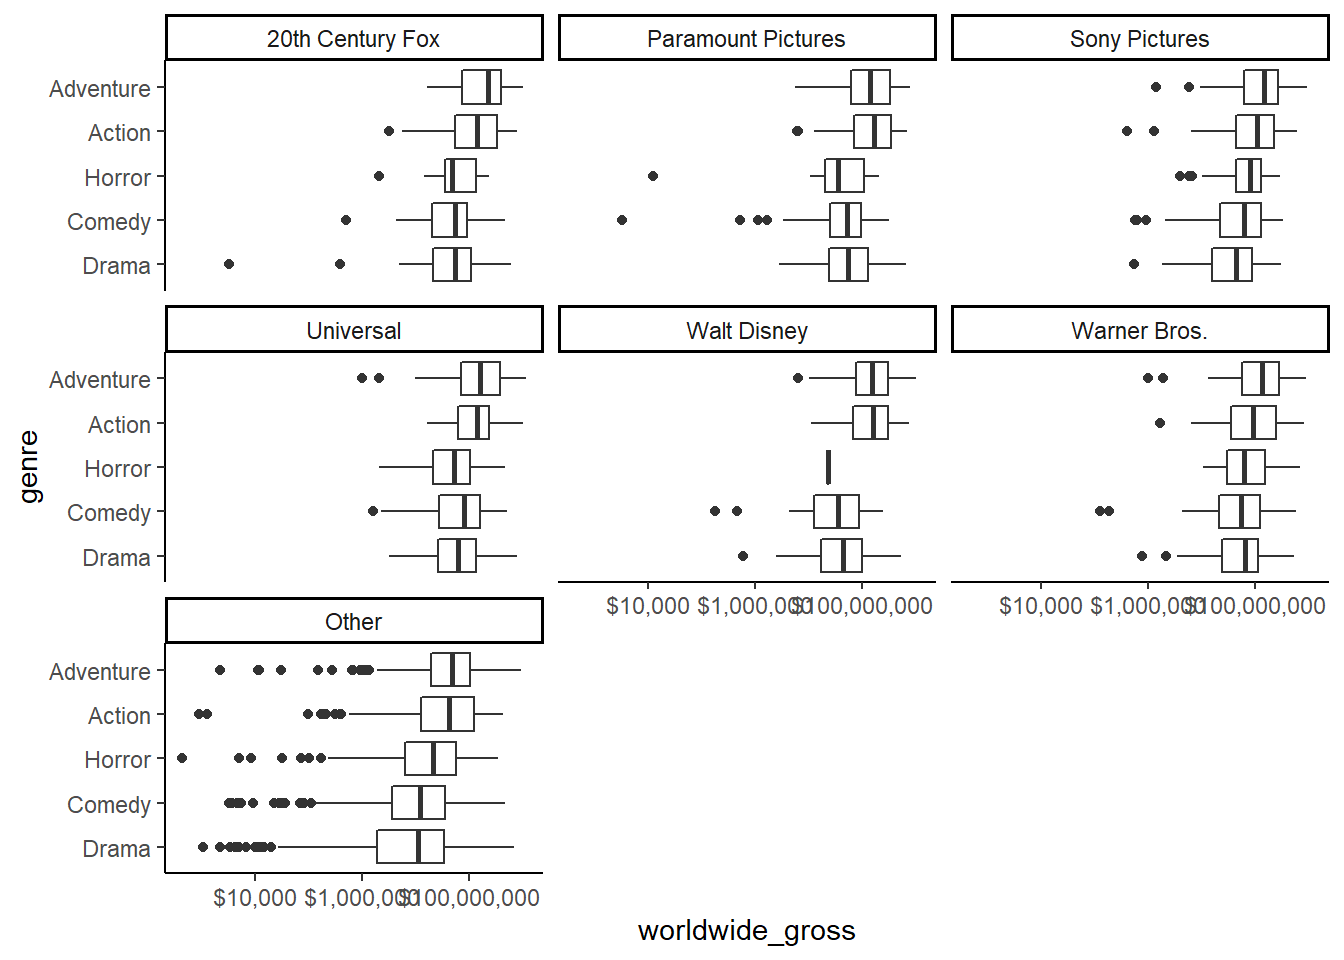 20th Century Fox
Paramount Pictures
Sony Pictures
Adventure
Action
Horror
Comedy
Drama
Universal
Walt Disney
Warner Bros.
Adventure
Action
Horror
Comedy
Drama
$10,000
$1,000,000
$100,000,000
$10,000
$1,000,000
$100,000,000
Other
Adventure
Action
Horror
Comedy
Drama
$10,000
$1,000,000
$100,000,000
genre
worldwide_gross